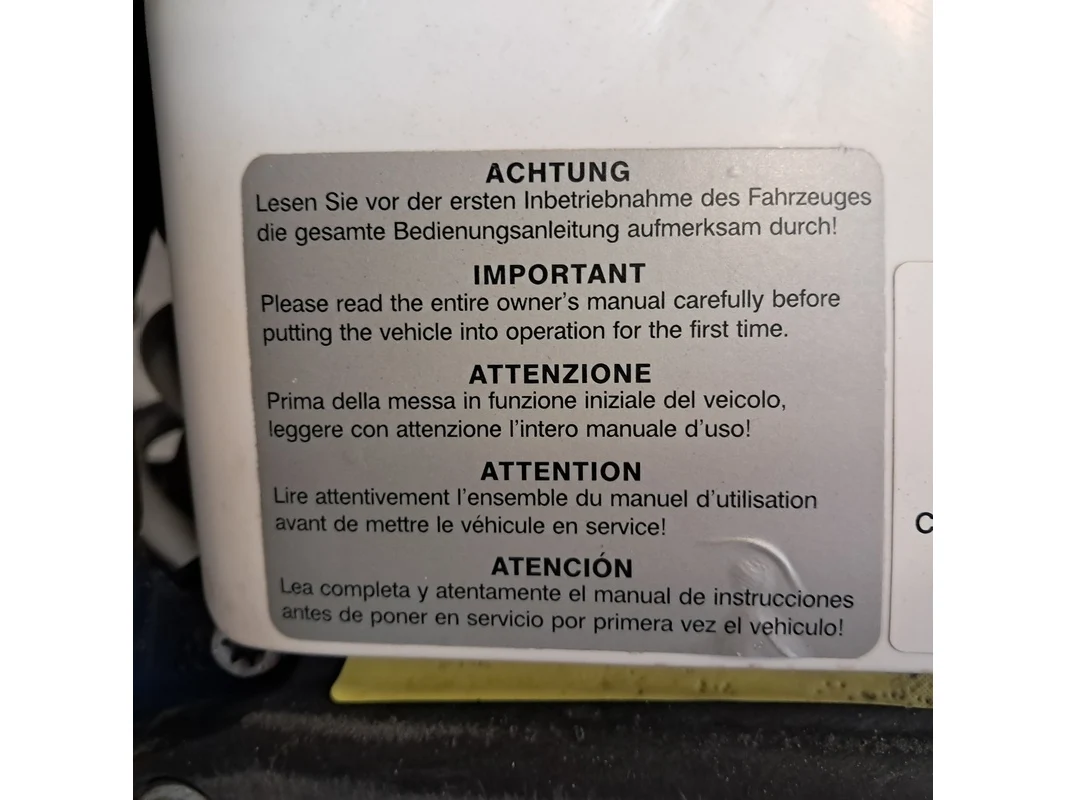 ACHTUNG
Lesen Sie vor der ersten Inbetriebnahme des Fahrzeuges
die gesamte Bedienungsanleitung aufmerksam durch!
IMPORTANT
Please read the entire owner's manual carefully before
putting the vehicle into operation for the first time.
ATTENZIONE
Prima della messa in funzione iniziale del veicolo,
leggere con attenzione l'intero manuale d'uso!
ATTENTION
Lire attentivement l'ensemble du manuel d'utilisation
avant de mettre le véhicule en service!
ATENCIÓN
Lea completa y atentamente el manual de instrucciones
antes de poner en servicio por primera vez el vehiculo!
C